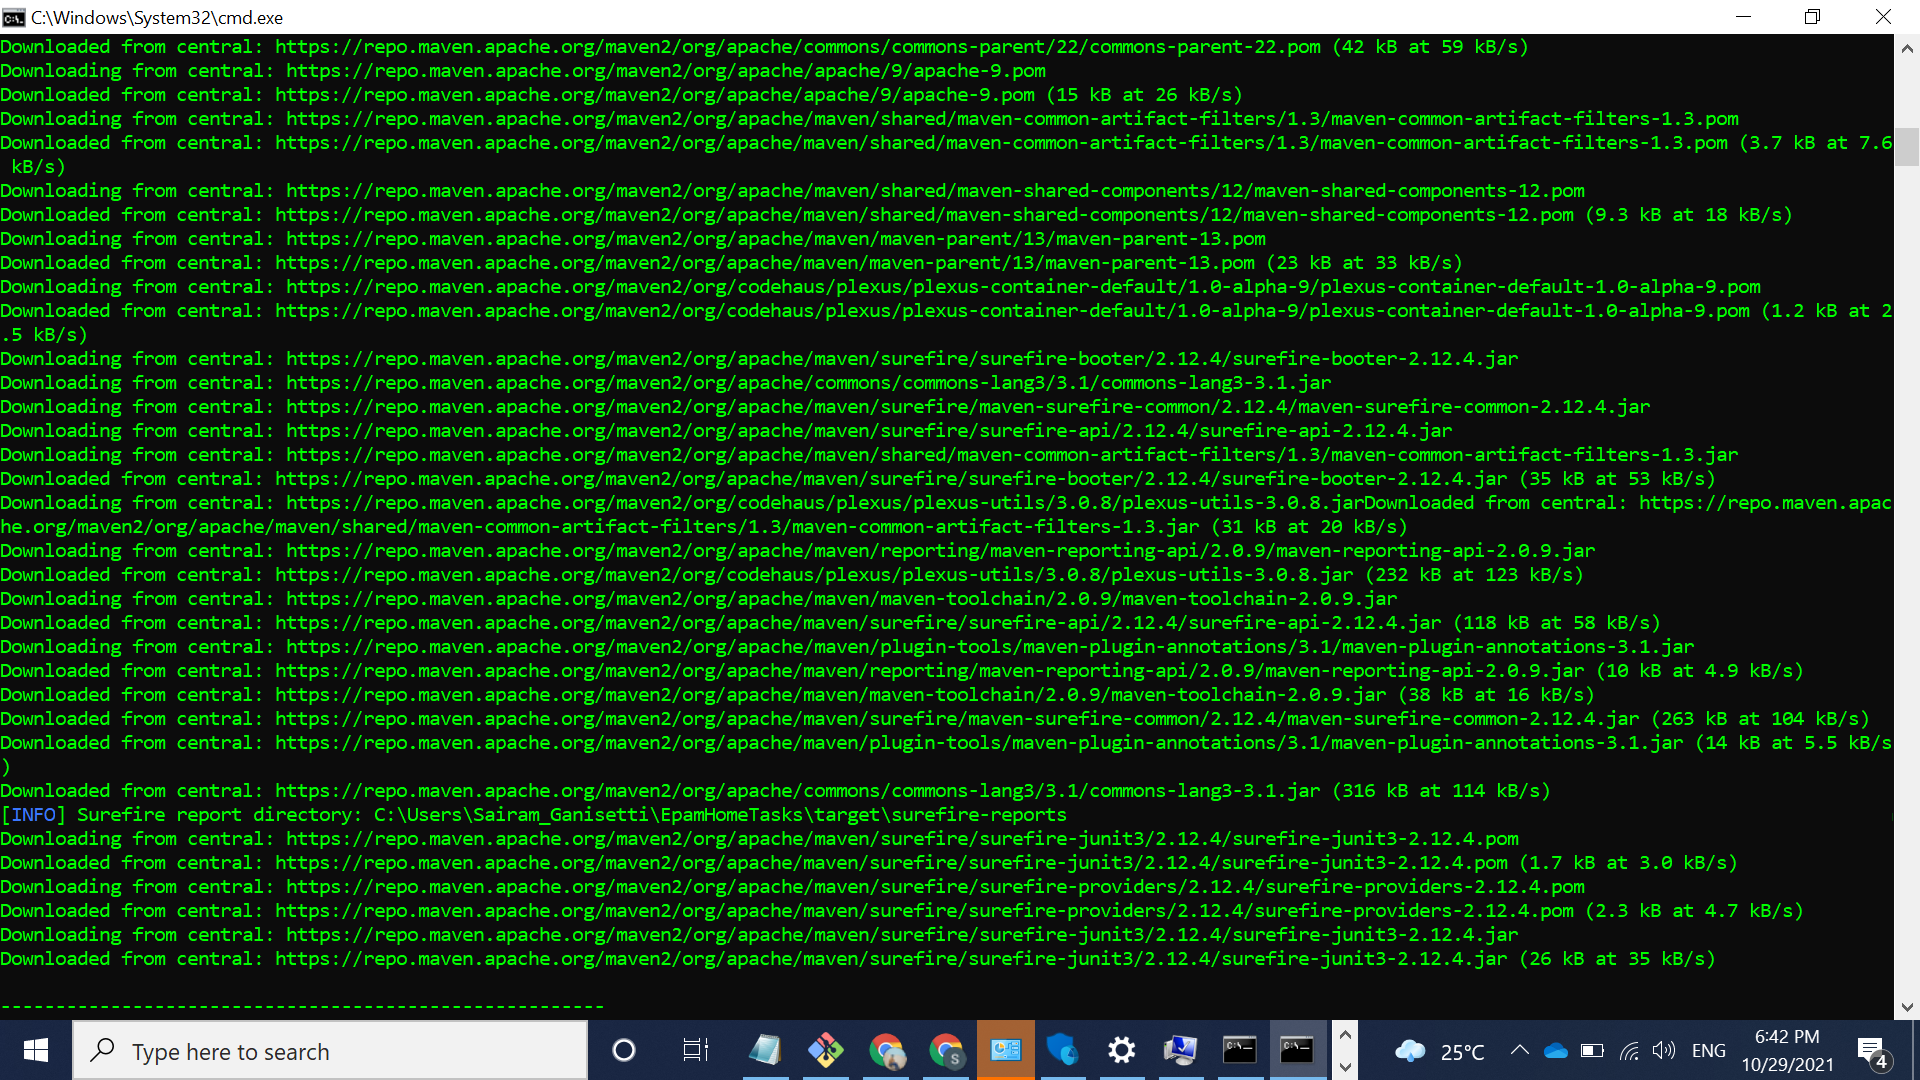 C:\Windows\System32\cmd.exe
Downloaded from central: https://repo.maven.apache.org/maven2/org/apache/commons/commons-parent/22/commons-parent-22.pom (42 kB at 59 kB/s)
Downloading from central: https://repo.maven.apache.org/maven2/org/apache/apache/9/apache-9.pom
Downloaded from central: https://repo.maven.apache.org/maven2/org/apache/apache/9/apache-9.pom (15 kB at 26 kB/s)
Downloading from central: https://repo.maven.apache.org/maven2/org/apache/maven/shared/maven-common-artifact-filters/1.3/maven-common-artifact-filters-1.3.pom
Downloaded from central: https://repo.maven.apache.org/maven2/org/apache/maven/shared/maven-common-artifact-filters/1.3/maven-common-artifact-filters-1.3.pom (3.7 kB at 7.6
 kB/s)
Downloading from central: https://repo.maven.apache.org/maven2/org/apache/maven/shared/maven-shared-components/12/maven-shared-components-12.pom
Downloaded from central: https://repo.maven.apache.org/maven2/org/apache/maven/shared/maven-shared-components/12/maven-shared-components-12.pom (9.3 kB at 18 kB/s)
Downloading from central: https://repo.maven.apache.org/maven2/org/apache/maven/maven-parent/13/maven-parent-13.pom
Downloaded from central: https://repo.maven.apache.org/maven2/org/apache/maven/maven-parent/13/maven-parent-13.pom (23 kB at 33 kB/s)
Downloading from central: https://repo.maven.apache.org/maven2/org/codehaus/plexus/plexus-container-default/1.0-alpha-9/plexus-container-default-1.0-alpha-9.pom
Downloaded from central: https://repo.maven.apache.org/maven2/org/codehaus/plexus/plexus-container-default/1.0-alpha-9/plexus-container-default-1.0-alpha-9.pom (1.2 kB at 2
.5 kB/s)
Downloading from central: https://repo.maven.apache.org/maven2/org/apache/maven/surefire/surefire-booter/2.12.4/surefire-booter-2.12.4.jar
Downloading from central: https://repo.maven.apache.org/maven2/org/apache/commons/commons-lang3/3.1/commons-lang3-3.1.jar
Downloading from central: https://repo.maven.apache.org/maven2/org/apache/maven/surefire/maven-surefire-common/2.12.4/maven-surefire-common-2.12.4.jar
Downloading from central: https://repo.maven.apache.org/maven2/org/apache/maven/surefire/surefire-api/2.12.4/surefire-api-2.12.4.jar
Downloading from central: https://repo.maven.apache.org/maven2/org/apache/maven/shared/maven-common-artifact-filters/1.3/maven-common-artifact-filters-1.3.jar
Downloaded from central: https://repo.maven.apache.org/maven2/org/apache/maven/surefire/surefire-booter/2.12.4/surefire-booter-2.12.4.jar (35 kB at 53 kB/s)
Downloading from central: https://repo.maven.apache.org/maven2/org/codehaus/plexus/plexus-utils/3.0.8/plexus-utils-3.0.8.jarDownloaded from central: https://repo.maven.apac
he.org/maven2/org/apache/maven/shared/maven-common-artifact-filters/1.3/maven-common-artifact-filters-1.3.jar (31 kB at 20 kB/s)
Downloading from central: https://repo.maven.apache.org/maven2/org/apache/maven/reporting/maven-reporting-api/2.0.9/maven-reporting-api-2.0.9.jar
Downloaded from central: https://repo.maven.apache.org/maven2/org/codehaus/plexus/plexus-utils/3.0.8/plexus-utils-3.0.8.jar (232 kB at 123 kB/s)
Downloading from central: https://repo.maven.apache.org/maven2/org/apache/maven/maven-toolchain/2.0.9/maven-toolchain-2.0.9.jar
Downloaded from central: https://repo.maven.apache.org/maven2/org/apache/maven/surefire/surefire-api/2.12.4/surefire-api-2.12.4.jar (118 kB at 58 kB/s)
Downloading from central: https://repo.maven.apache.org/maven2/org/apache/maven/plugin-tools/maven-plugin-annotations/3.1/maven-plugin-annotations-3.1.jar
Downloaded from central: https://repo.maven.apache.org/maven2/org/apache/maven/reporting/maven-reporting-api/2.0.9/maven-reporting-api-2.0.9.jar (10 kB at 4.9 kB/s)
Downloaded from central: https://repo.maven.apache.org/maven2/org/apache/maven/maven-toolchain/2.0.9/maven-toolchain-2.0.9.jar (38 kB at 16 kB/s)
Downloaded from central: https://repo.maven.apache.org/maven2/org/apache/maven/surefire/maven-surefire-common/2.12.4/maven-surefire-common-2.12.4.jar (263 kB at 104 kB/s)
Downloaded from central: https://repo.maven.apache.org/maven2/org/apache/maven/plugin-tools/maven-plugin-annotations/3.1/maven-plugin-annotations-3.1.jar (14 kB at 5.5 kB/s
)
Downloaded from central: https://repo.maven.apache.org/maven2/org/apache/commons/commons-lang3/3.1/commons-lang3-3.1.jar (316 kB at 114 kB/s)
[INFO] Surefire report directory: C:\Users\Sairam_Ganisetti\EpamHomeTasks\target\surefire-reports
Downloading from central: https://repo.maven.apache.org/maven2/org/apache/maven/surefire/surefire-junit3/2.12.4/surefire-junit3-2.12.4.pom
Downloaded from central: https://repo.maven.apache.org/maven2/org/apache/maven/surefire/surefire-junit3/2.12.4/surefire-junit3-2.12.4.pom (1.7 kB at 3.0 kB/s)
Downloading from central: https://repo.maven.apache.org/maven2/org/apache/maven/surefire/surefire-providers/2.12.4/surefire-providers-2.12.4.pom
Downloaded from central: https://repo.maven.apache.org/maven2/org/apache/maven/surefire/surefire-providers/2.12.4/surefire-providers-2.12.4.pom (2.3 kB at 4.7 kB/s)
Downloading from central: https://repo.maven.apache.org/maven2/org/apache/maven/surefire/surefire-junit3/2.12.4/surefire-junit3-2.12.4.jar
Downloaded from central: https://repo.maven.apache.org/maven2/org/apache/maven/surefire/surefire-junit3/2.12.4/surefire-junit3-2.12.4.jar (26 kB at 35 kB/s)
-------------------------------------------------------
Type here to search
S
25°C
ENG
6:42 PM
10/29/2021
4